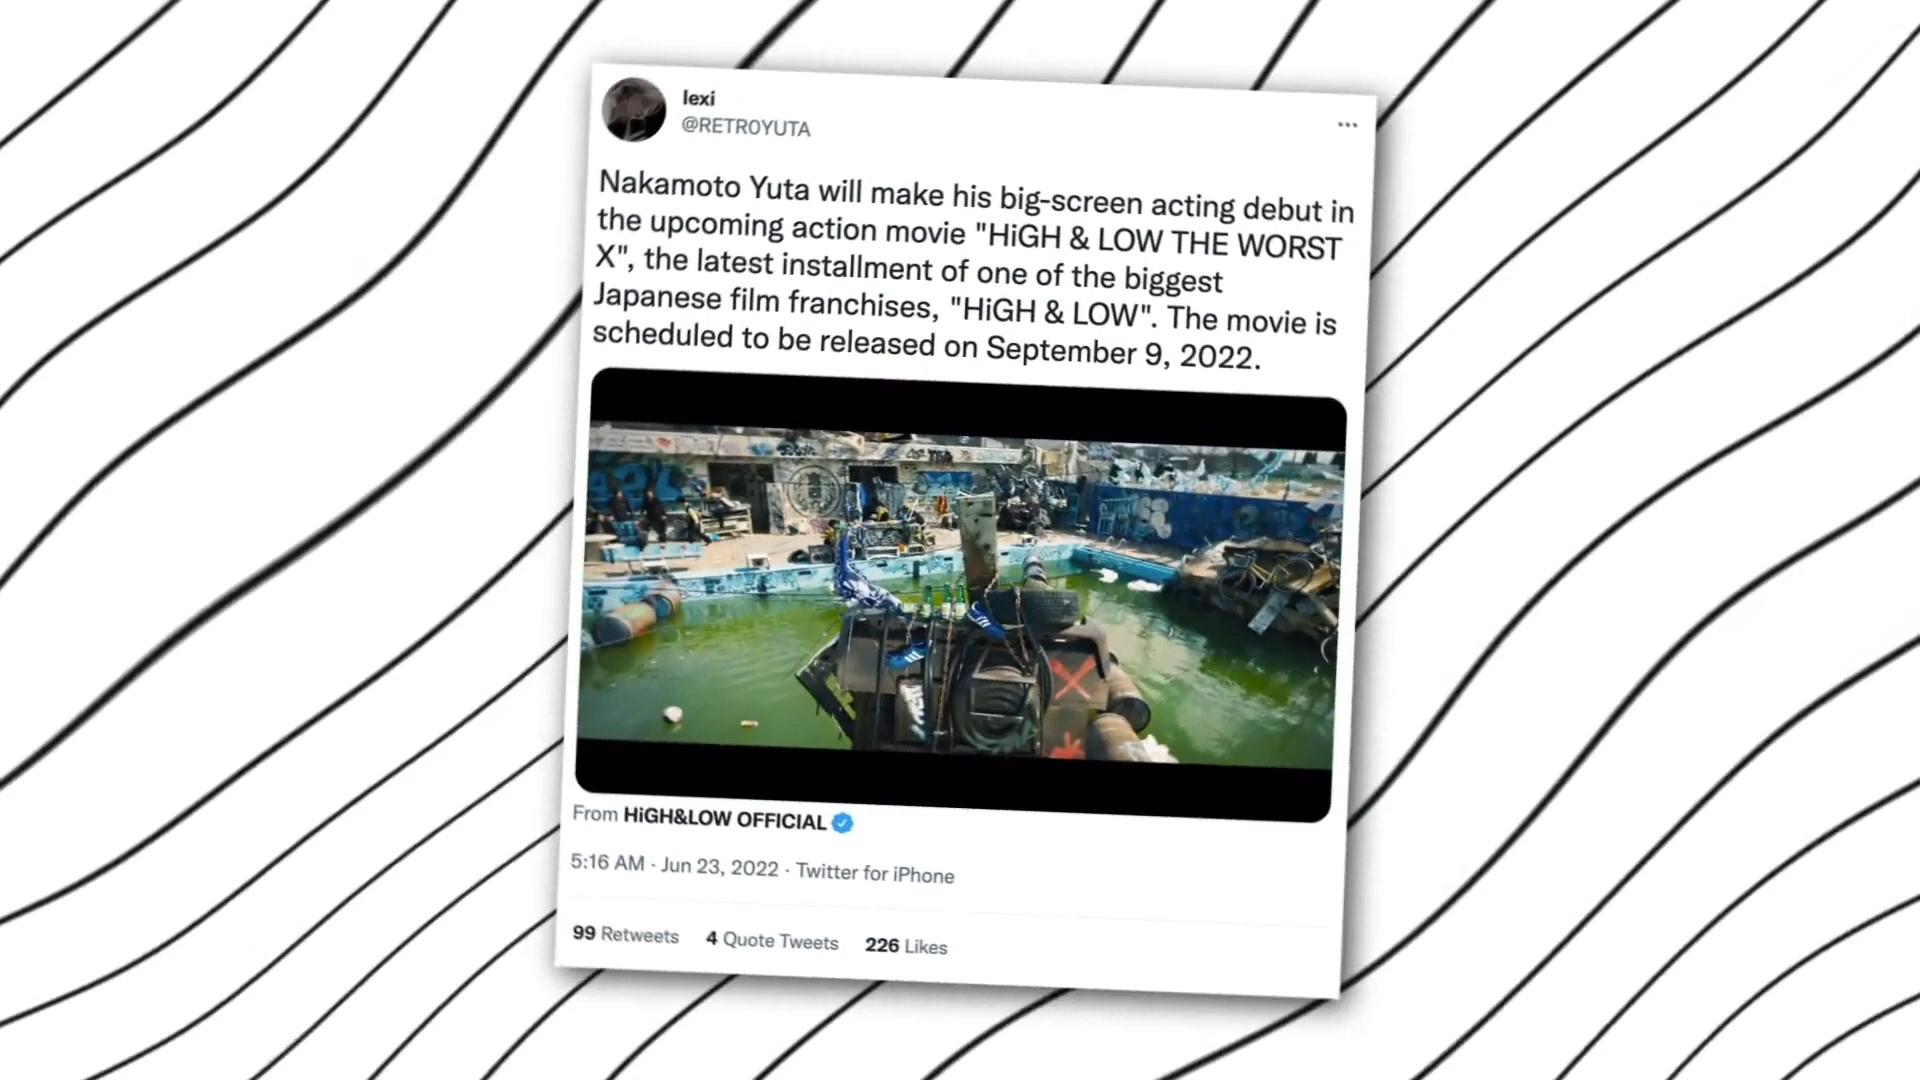 lexi
@RETROYUTA
Nakamoto Yuta will make his big-screen acting debut in
the upcoming action movie "HiGH & LOW THE WORST
X", the latest installment of one of the biggest
Japanese film franchises, "HiGH & LOW". The movie is
scheduled to be released on September 9, 2022.
From HiGH&LOW OFFICIAL
5:16 AM · Jun 23, 2022 · Twitter for iPhone
99 Retweets 4 Quote Tweets 226 Likes